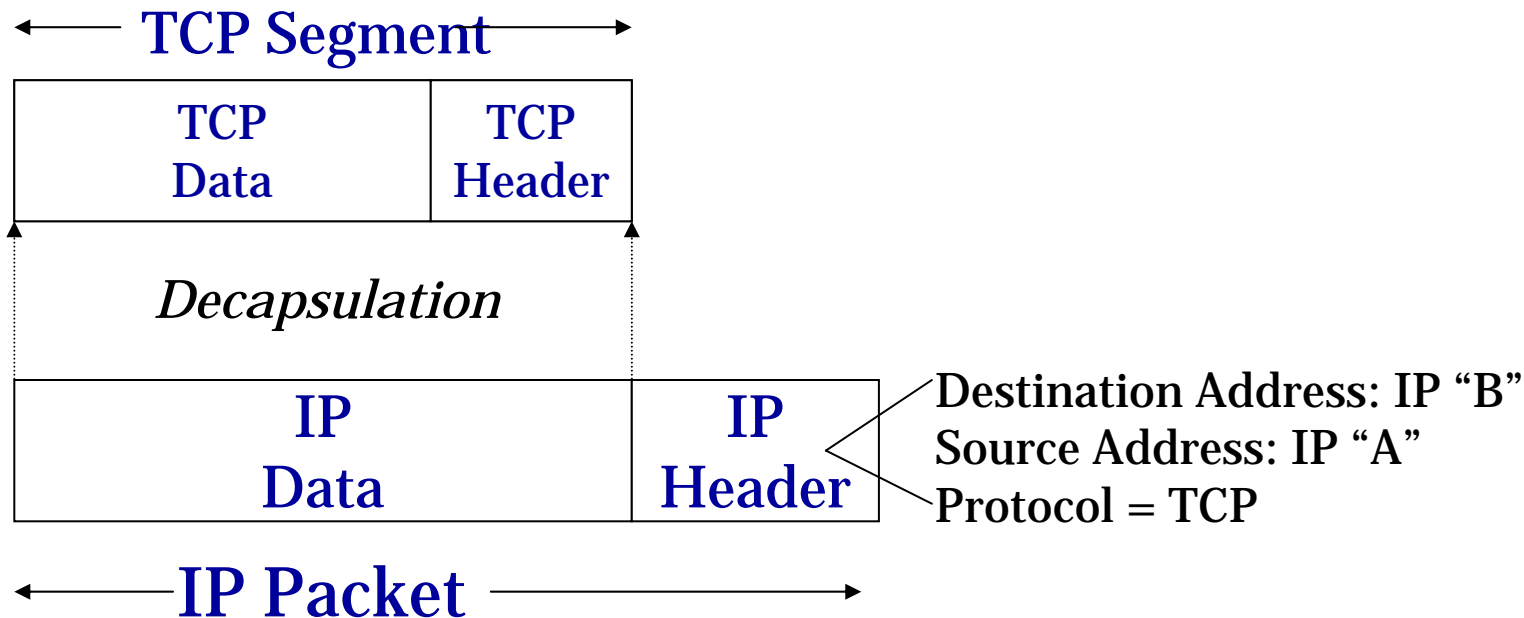 TCP Segment
TCP
Data
TCP
Header
Decapsulation
IP
Data
IP
Header
Destination Address: IP “B”
Source Address: IP “A”
Protocol = TCP
IP Packet